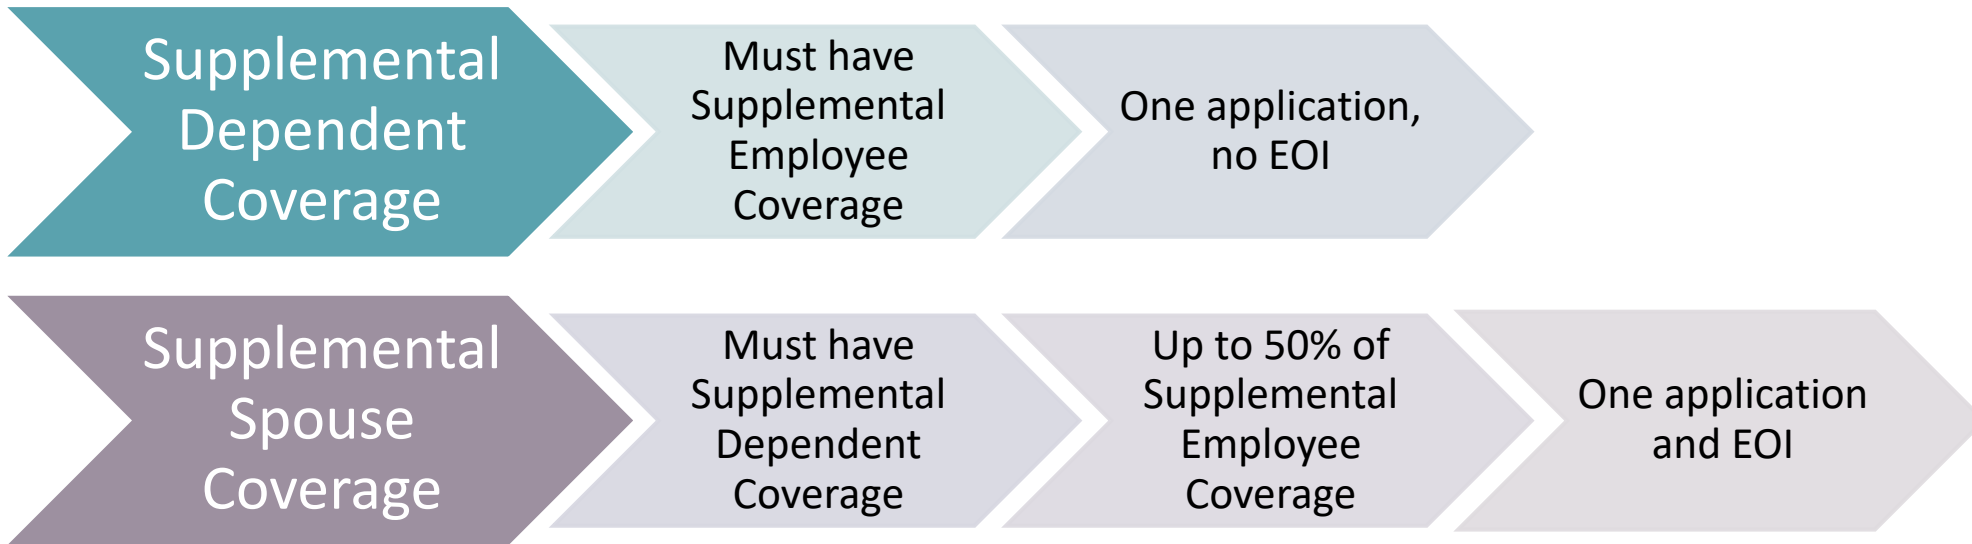 Supplemental
Dependent
Coverage
Must have
Supplemental
Employee
Coverage
One application,
no EOI
Supplemental
Spouse
Coverage
Must have
Supplemental
Dependent
Coverage
Up to 50% of
Supplemental
Employee
Coverage
One application
and EOI